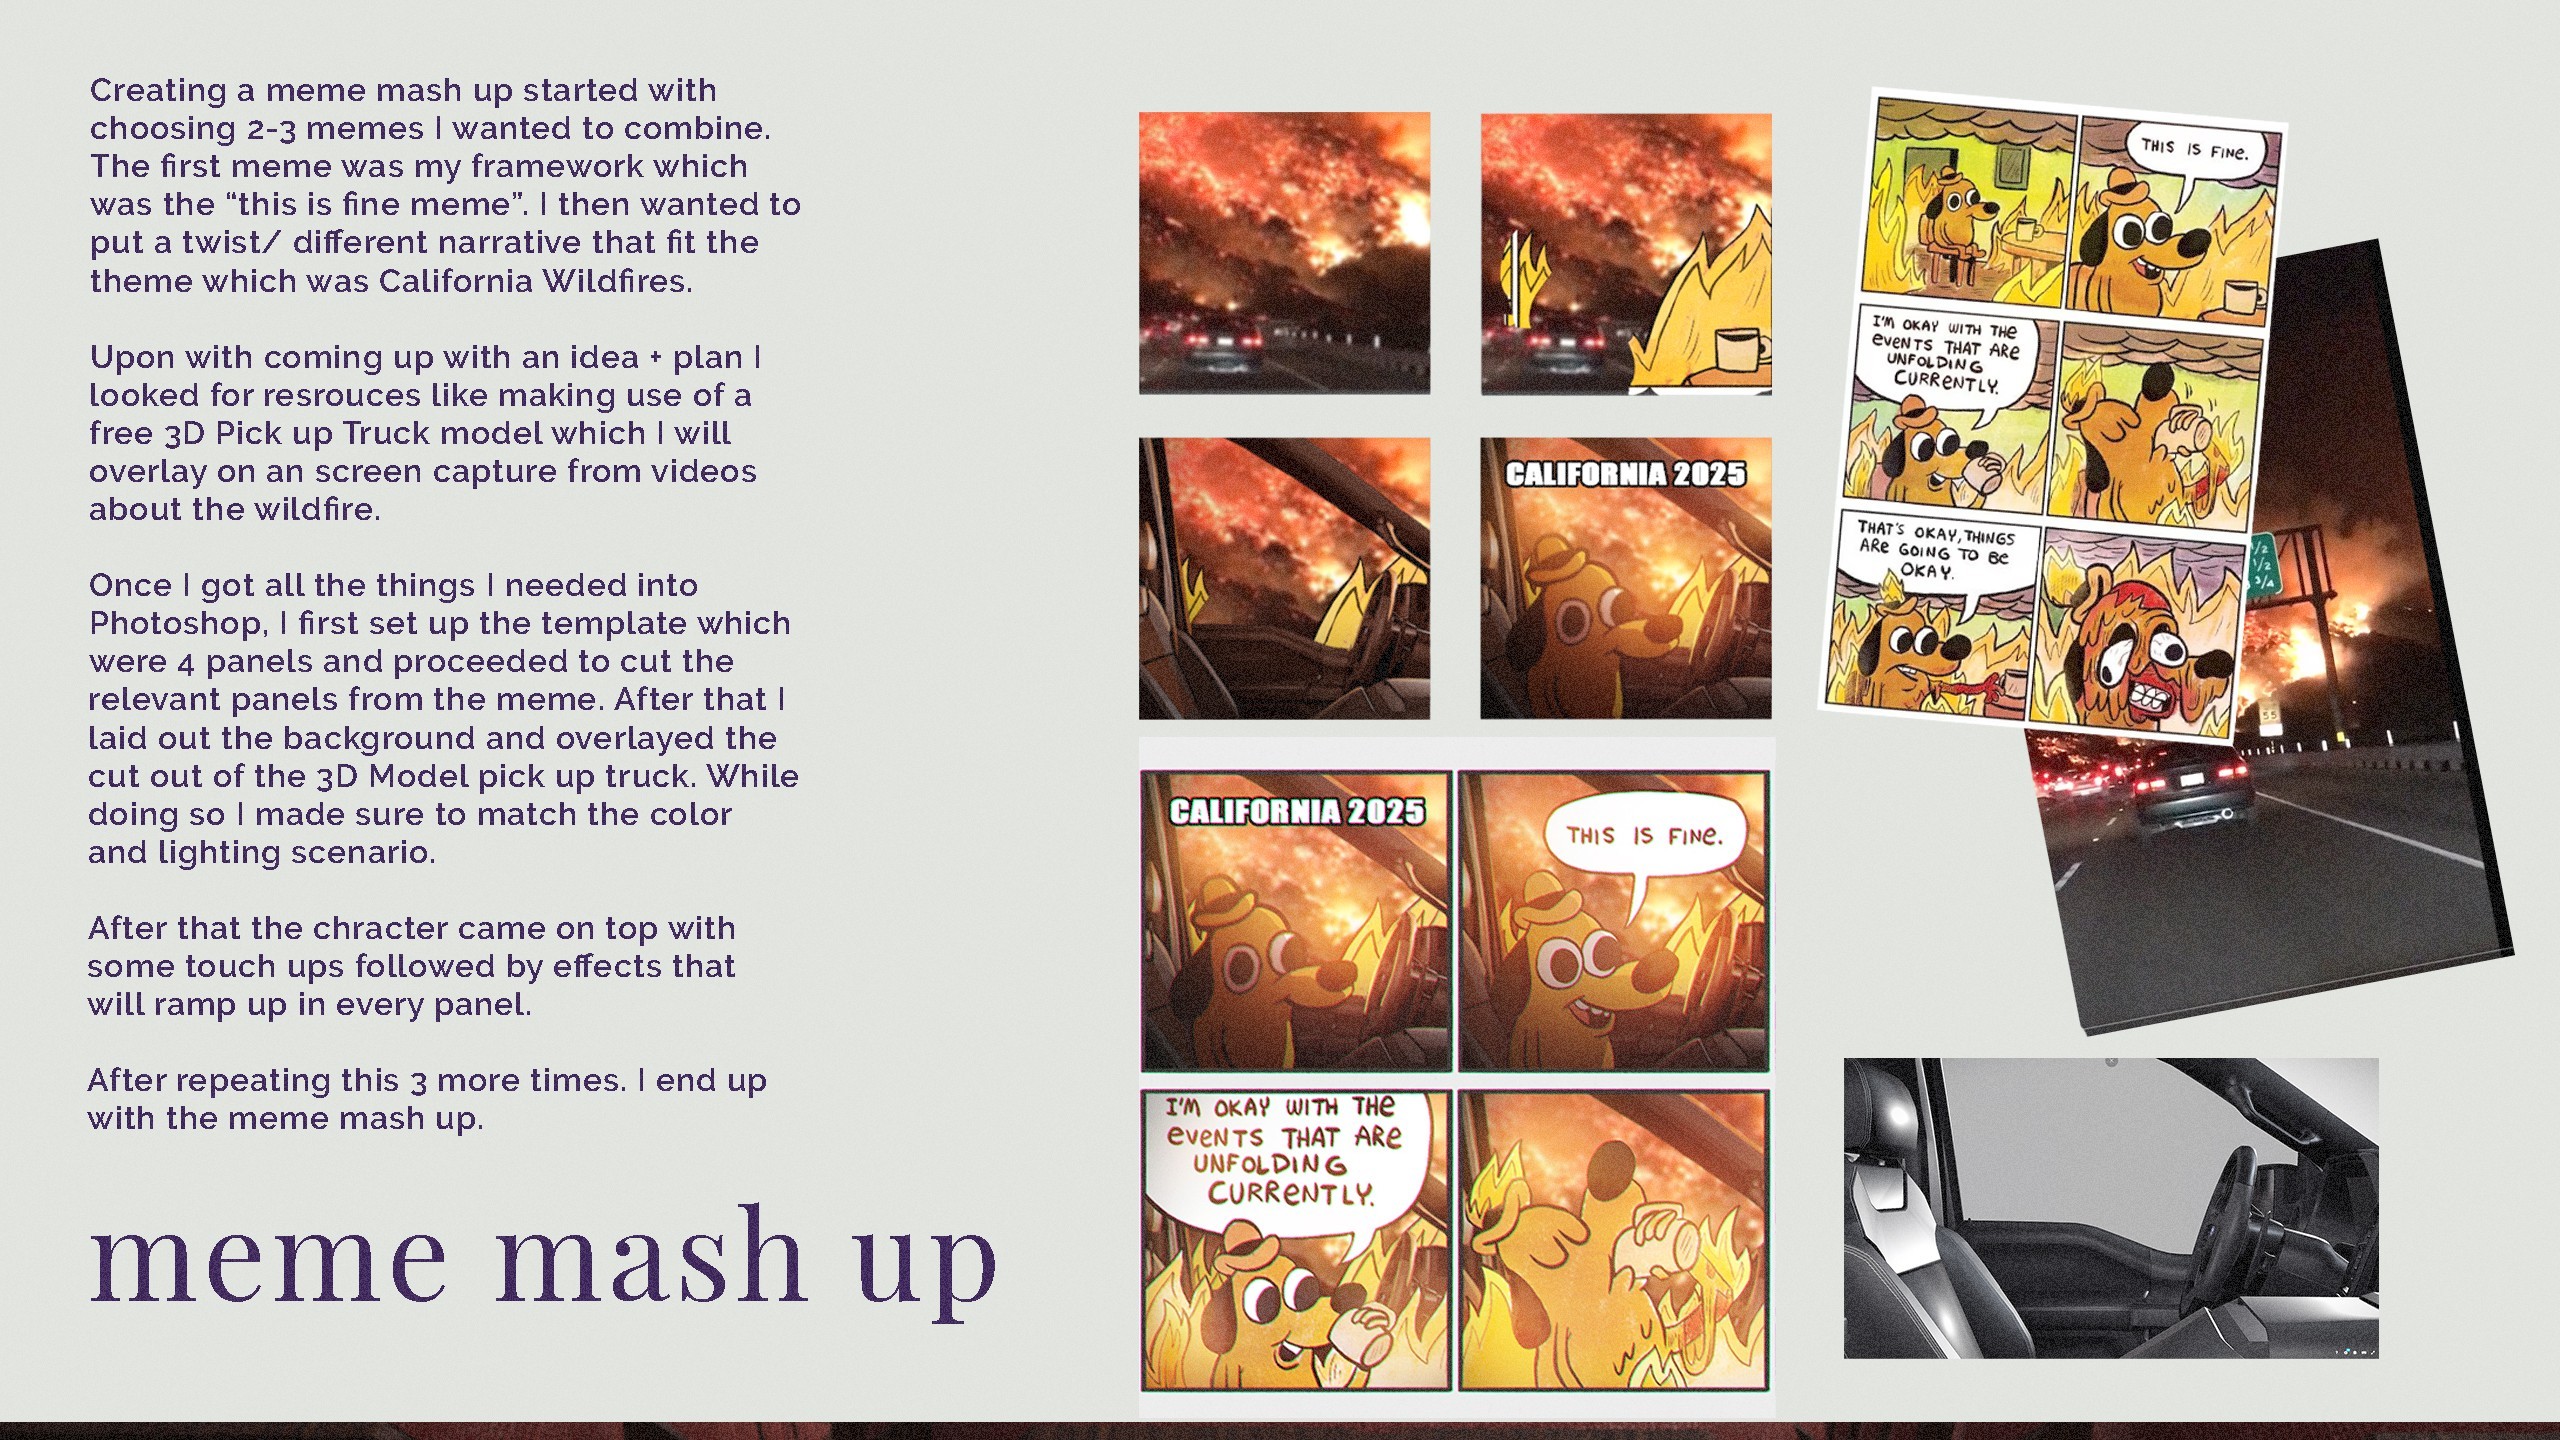 Creating a meme mash up started with
choosing 2-3 memes I wanted to combine.
The first meme was my framework which
was the “this is fine meme”. I then wanted to
put a twist/ different narrative that fit the
theme which was California Wildfires.
Upon with coming up with an idea + plan I
looked for resrouces like making use of a
free 3D Pick up Truck model which I will
overlay on an screen capture from videos
about the wildfire.
Once I got all the things I needed into
Photoshop, I first set up the template which
were 4 panels and proceeded to cut the
relevant panels from the meme. After that I
laid out the background and overlayed the
cut out of the 3D Model pick up truck. While
doing so I made sure to match the color
and lighting scenario.
After that the chracter came on top with
some touch ups followed by effects that
will ramp up in every panel.
After repeating this 3 more times. I end up
with the meme mash up.
meme mash up
CALIFORNIA 2025
CALIFORNIA 2025
THIS IS FINE.
I'M OKAY WITH THE
EVENTS THAT ARE
UNFOLDING
CURRENTLY.
THIS IS FINE.
I'M OKAY WITH THE
EVENTS THAT ARE
UNFOLDING
CURRENTLY.
THAT'S OKAY, THINGS
ARE GOING TO BE
OKAY.
1/2
1/2
3/4
55